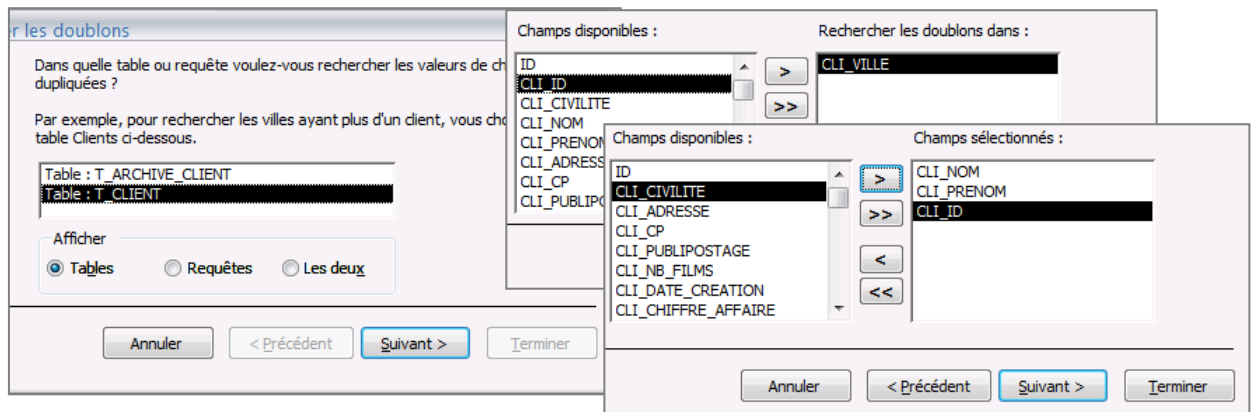 r les doublons
Dans quelle table ou requête voulez-vous rechercher les valeurs de ch
dupliquées ?
Par exemple, pour rechercher les villes ayant plus d'un client, vous cho
table Clients ci-dessous.
Table : T_ARCHIVE_CLIENT
Table : T_CLIENT
Afficher
Tables
Requêtes
Les deux
Annuler
< Précédent
Suivant >
Terminer
Champs disponibles :
Rechercher les doublons dans :
ID
CLI_ID
CLI_CIVILITE
CLI_NOM
CLI_PRENOM
CLI_ADRESS
CLI_CP
CLI_PUBLIPO
>
>>
CLI_VILLE
Champs disponibles :
Champs sélectionnés :
ID
CLI_CIVILITE
CLI_ADRESSE
CLI_CP
CLI_PUBLIPOSTAGE
CLI_NB_FILMS
CLI_DATE_CREATION
CLI_CHIFFRE_AFFAIRE
>
>>
<
<<
CLI_NOM
CLI_PRENOM
CLI_ID
Annuler
< Précédent
Suivant >
Terminer